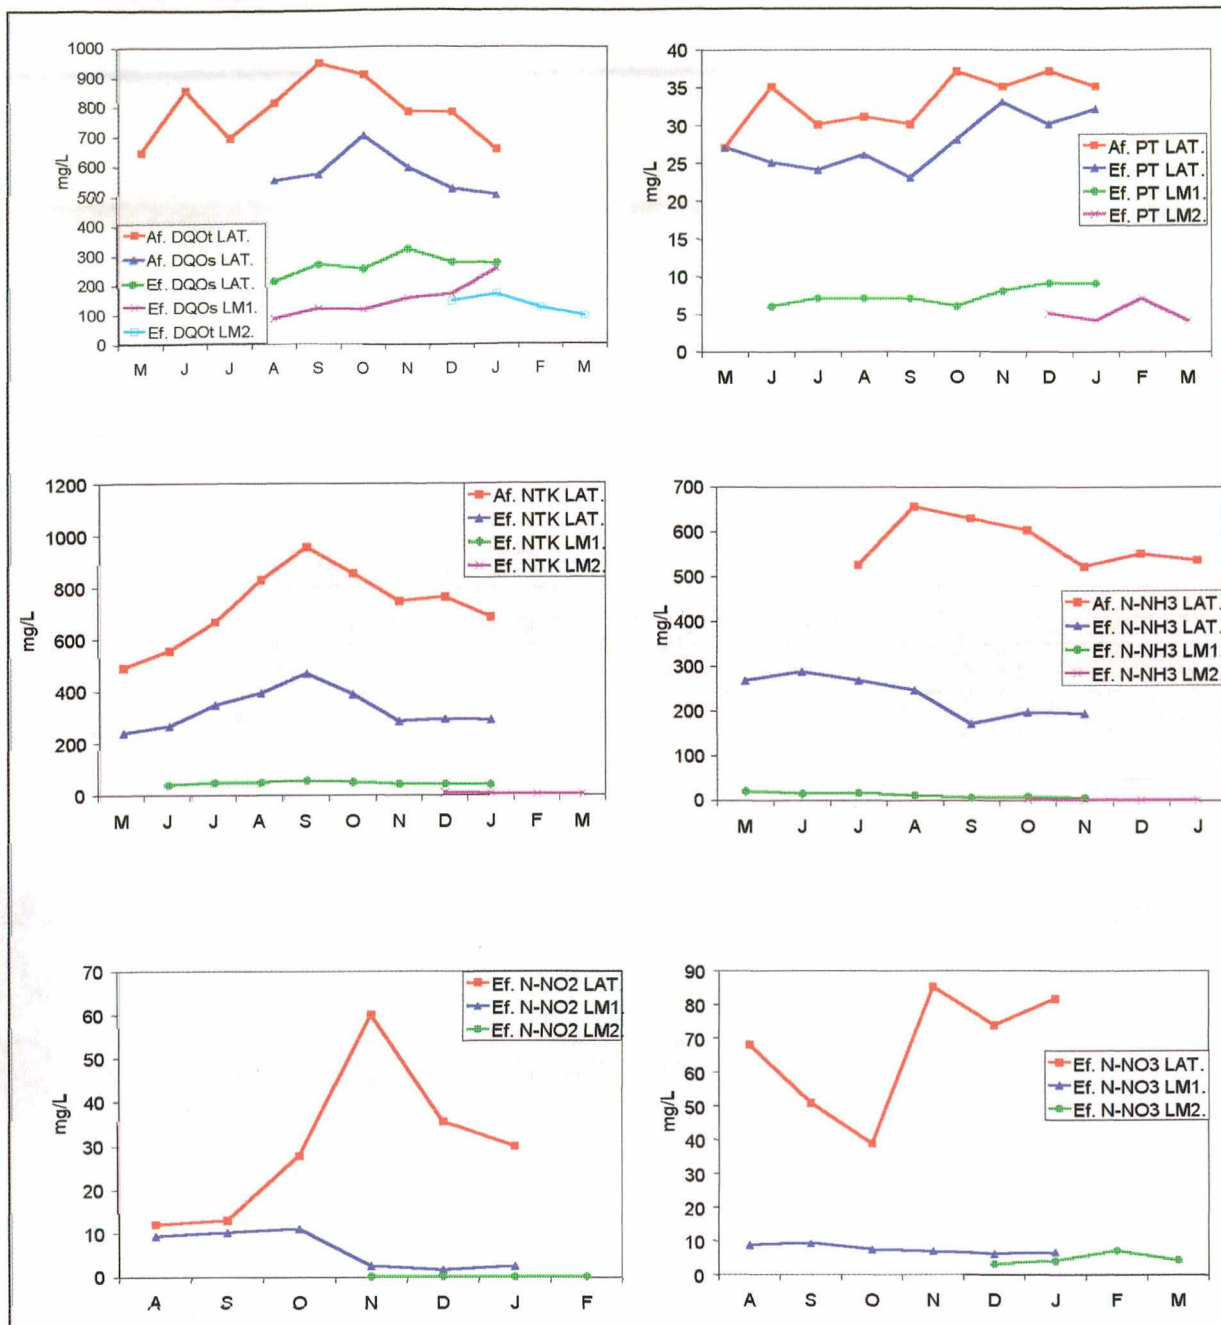 1000
900
800
700
600
500
400
300
200
100
0
mg/L
Af. DQOt LAT.
Af. DQOs LAT.
Ef. DQOs LAT.
Ef. DQOs LM1.
Ef. DQOt LM2.
M J J A S O N D J F M
40
35
30
25
20
15
10
5
0
mg/L
Af. PT LAT.
Ef. PT LAT.
Ef. PT LM1.
Ef. PT LM2.
M J J A S O N D J F M
1200
1000
800
600
400
200
0
mg/L
Af. NTK LAT.
Ef. NTK LAT.
Ef. NTK LM1.
Ef. NTK LM2.
M J J A S O N D J F M
700
600
500
400
300
200
100
0
mg/L
Af. N-NH3 LAT.
Ef. N-NH3 LAT.
Ef. N-NH3 LM1.
Ef. N-NH3 LM2.
M J J A S O N D J
70
60
50
40
30
20
10
0
mg/L
Ef. N-NO2 LAT
Ef. N-NO2 LM1.
Ef. N-NO2 LM2.
A S O N D J F
90
80
70
60
50
40
30
20
10
0
mg/L
Ef. N-NO3 LAT.
Ef. N-NO3 LM1.
Ef. N-NO3 LM2.
A S O N D J F M